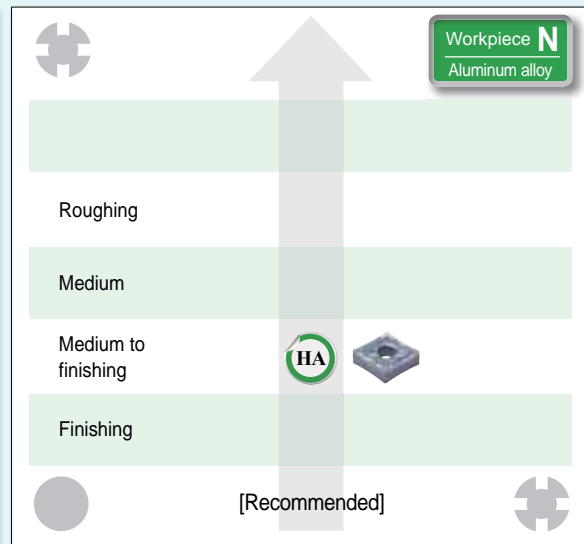 Workpiece N
Aluminum alloy
Roughing
Medium
Medium to
finishing
HA
Finishing
[Recommended]